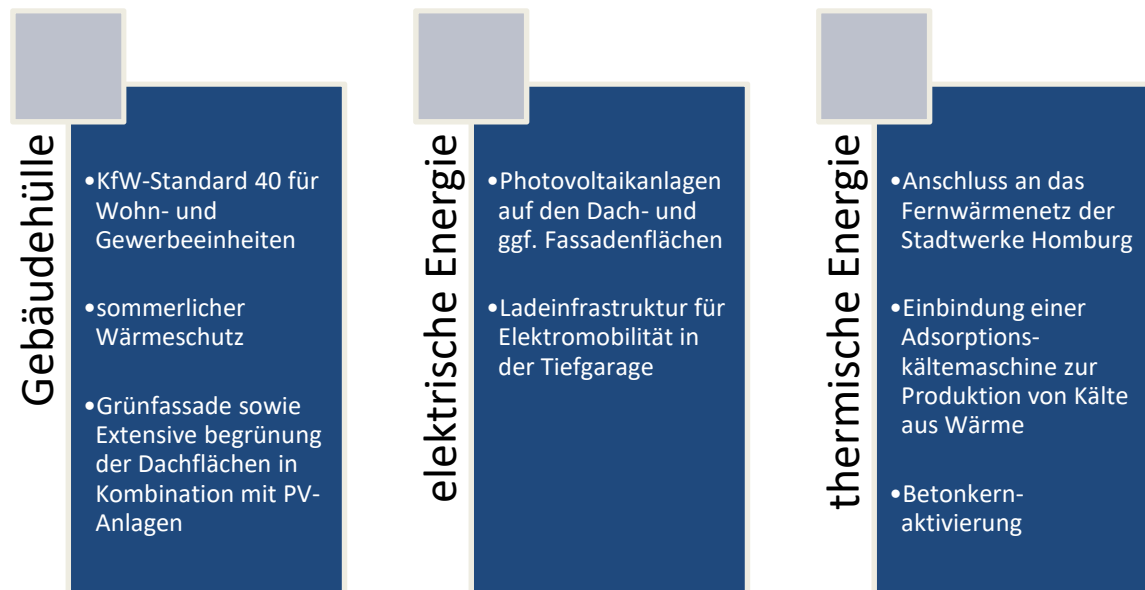 Gebäudehülle
•KfW-Standard 40 für
Wohn- und
Gewerbeeinheiten
•sommerlicher
Wärmeschutz
•Grünfassade sowie
Extensive begrünung
der Dachflächen in
Kombination mit PV-
Anlagen
elektrische Energie
•Photovoltaikanlagen
auf den Dach- und
ggf. Fassadenflächen
•Ladeinfrastruktur für
Elektromobilität in
der Tiefgarage
thermische Energie
•Anschluss an das
Fernwärmenetz der
Stadtwerke Homburg
•Einbindung einer
Adsorptions-
kältemaschine zur
Produktion von Kälte
aus Wärme
•Betonkern-
aktivierung